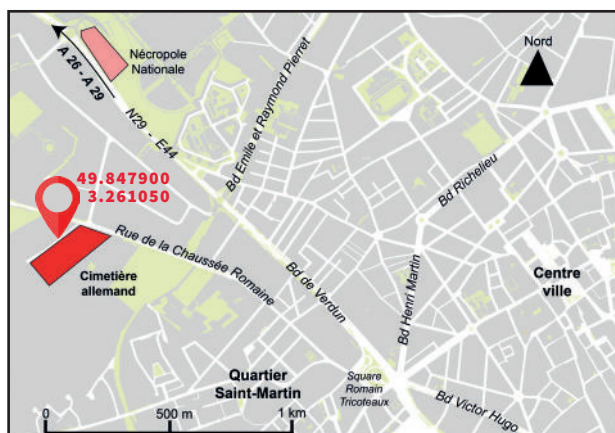 Nécropole
Nationale
Nord
A 26 - A 29
N29 - E44
Bd Emile et Raymond Pierret
Bd Richelieu
49.847900
3.261050
Rue de la Chaussée Romaine
Cimetière
allemand
Bd de Verdun
Bd Henri Martin
Centre
ville
Quartier
Saint-Martin
Square
Romain
Tricoteaux
Bd Victor Hugo
0
500 m
1 km